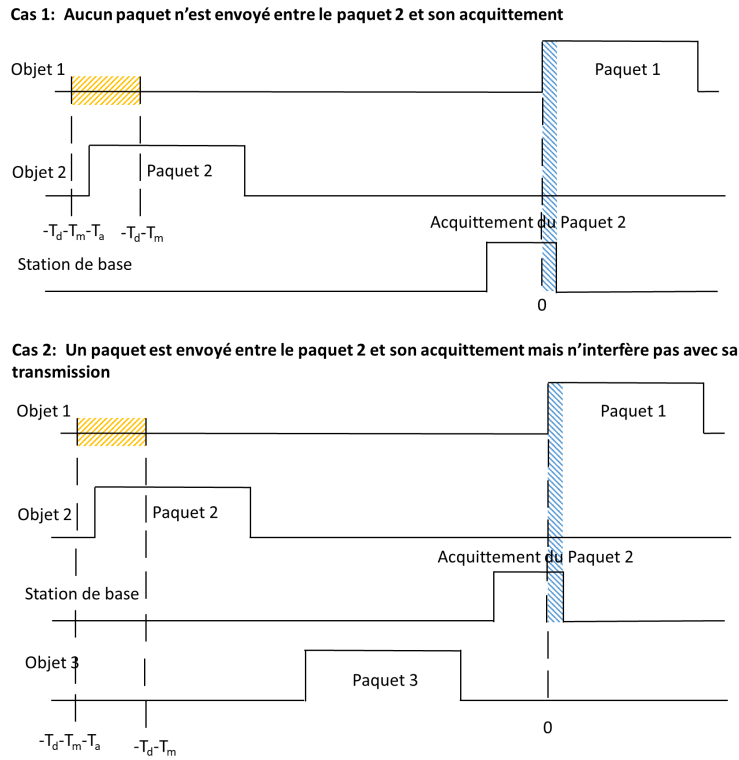 Cas 1: Aucun paquet n'est envoyé entre le paquet 2 et son acquittement
Objet 1
Paquet 1
Objet 2
Paquet 2
-Td-Tm-Ta
-Td-Tm
Acquittement du Paquet 2
Station de base
0
Cas 2: Un paquet est envoyé entre le paquet 2 et son acquittement mais n'interfère pas avec sa
transmission
Objet 1
Paquet 1
Objet 2
Paquet 2
Acquittement du Paquet 2
Station de base
Objet 3
Paquet 3
-Td-Tm-Ta
-Td-Tm
0